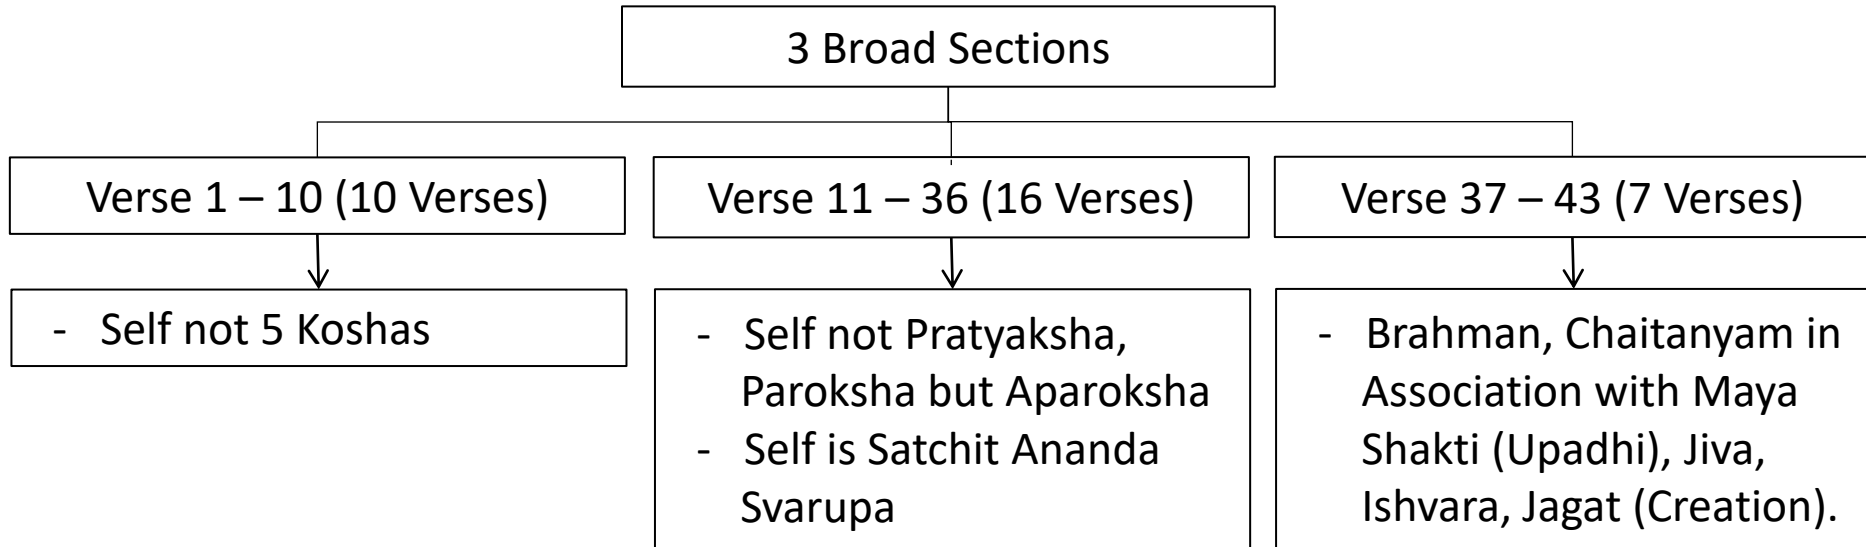 3 Broad Sections
Verse 1 – 10 (10 Verses)
- Self not 5 Koshas
Verse 11 – 36 (16 Verses)
- Self not Pratyaksha,
Paroksha but Aparoksha
- Self is Satchit Ananda
Svarupa
Verse 37 – 43 (7 Verses)
- Brahman, Chaitanyam in
Association with Maya
Shakti (Upadhi), Jiva,
Ishvara, Jagat (Creation).